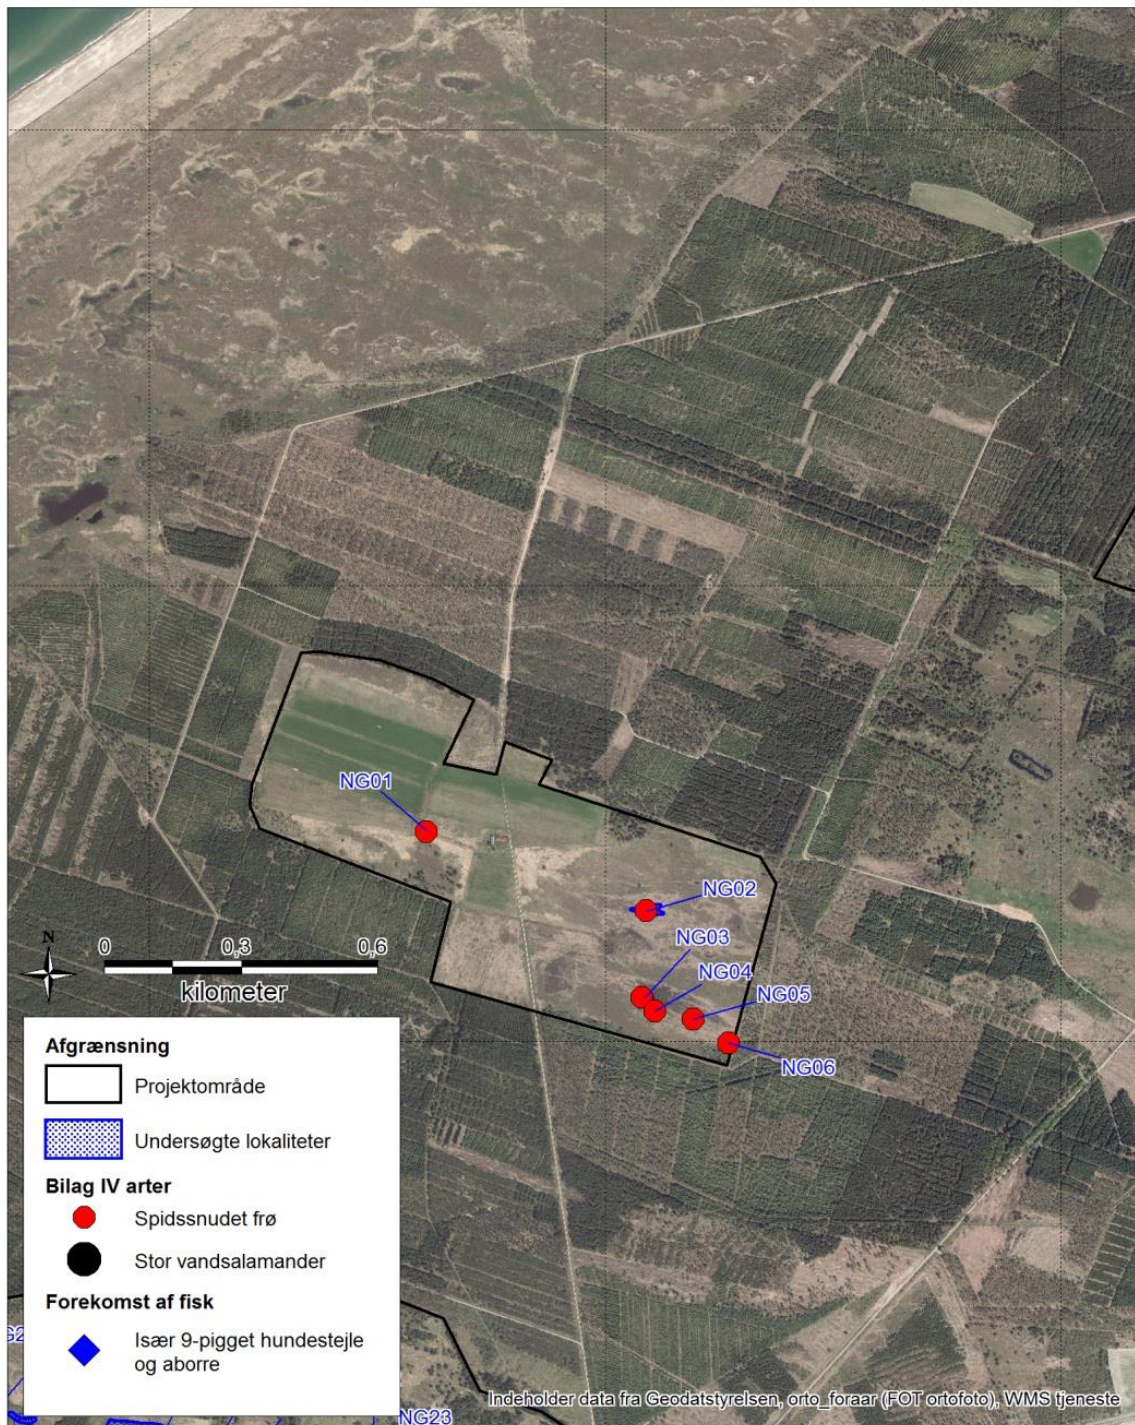 NG01
NG02
NG03
NG04
NG05
NG06
N
0 0,3 0,6
kilometer
Afgrænsning
Projektområde
Undersøgte lokaliteter
Bilag IV arter
Spidssnudet frø
Stor vandsalamander
Forekomst af fisk
Især 9-pigget hundestejle
og aborre
Indeholder data fra Geodatstyrelsen, orto_foraar (FOT ortofoto), WMS tjeneste
NG23